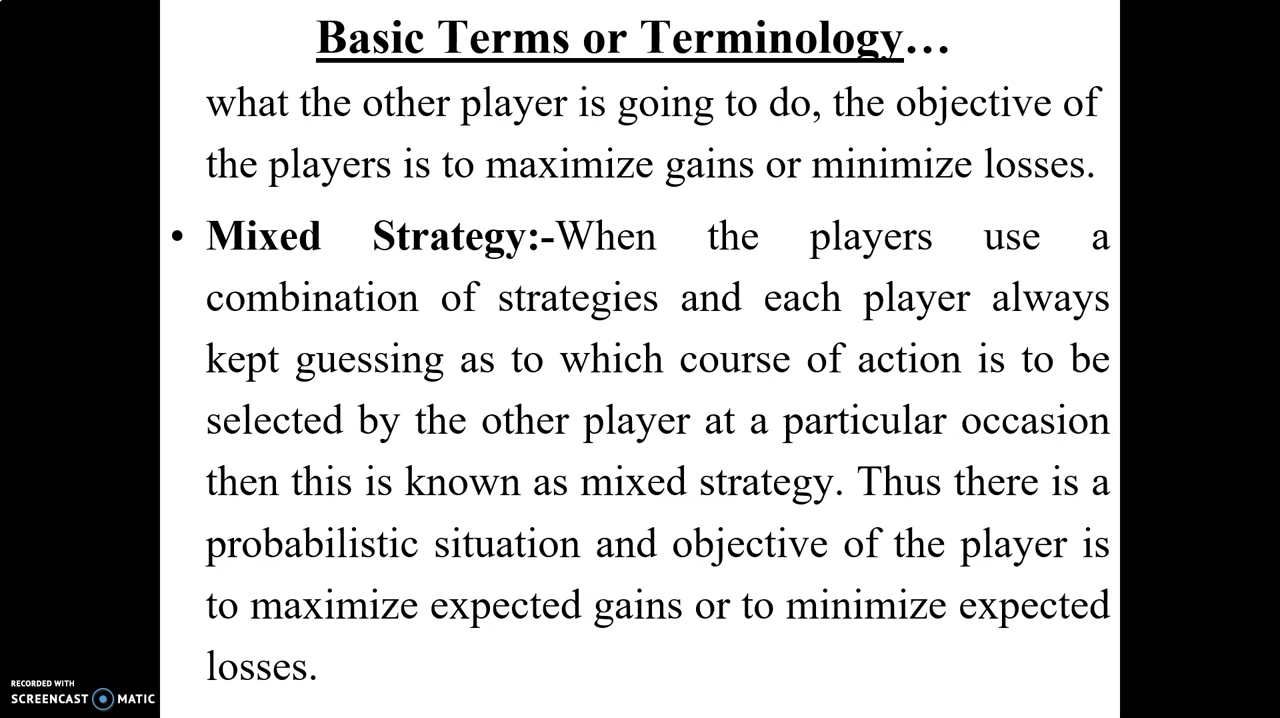 Basic Terms or Terminology...
what the other player is going to do, the objective of
the players is to maximize gains or minimize losses.
• Mixed Strategy:-When the players use a
combination of strategies and each player always
kept guessing as to which course of action is to be
selected by the other player at a particular occasion
then this is known as mixed strategy. Thus there is a
probabilistic situation and objective of the player is
to maximize expected gains or to minimize expected
losses.
RECORDED WITH
SCREENCAST MATIC